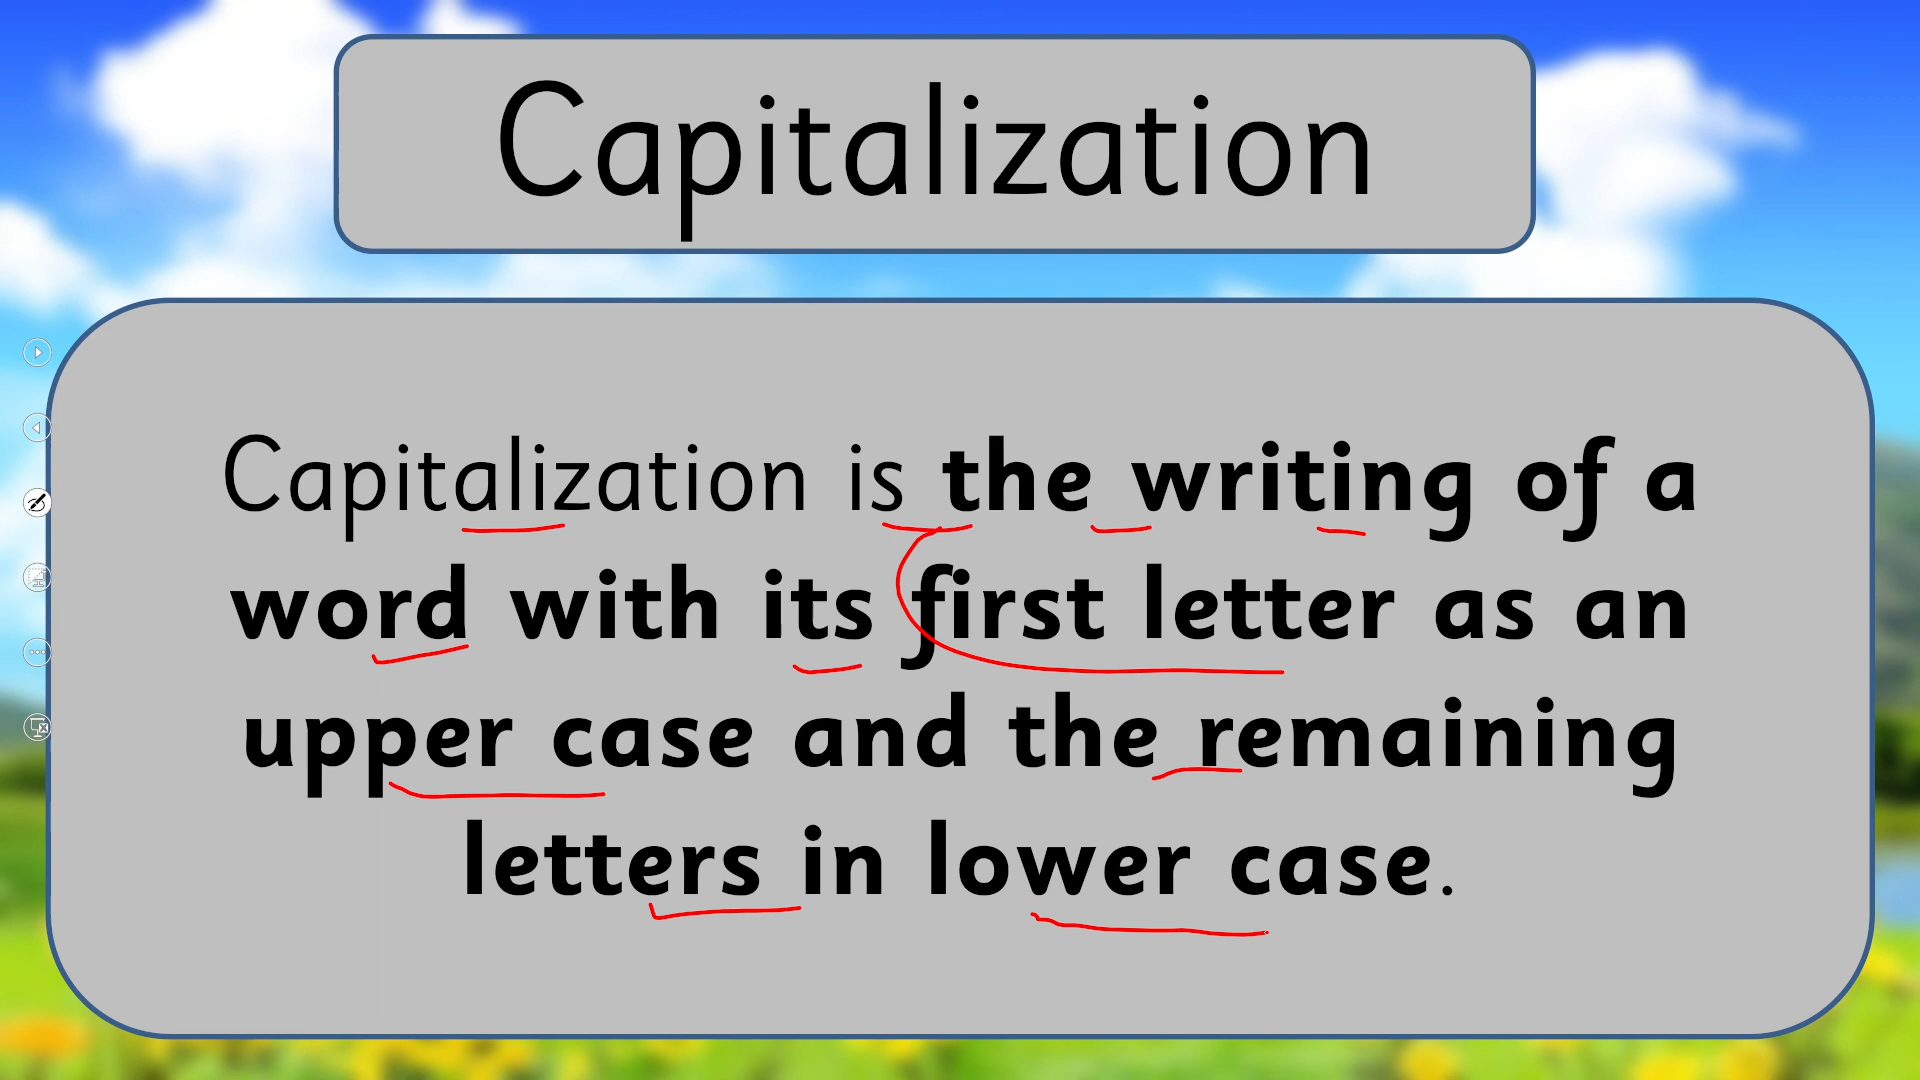 Capitalization
Capitalization is the writing of a
word with its first letter as an
upper case and the remaining
letters in lower case.